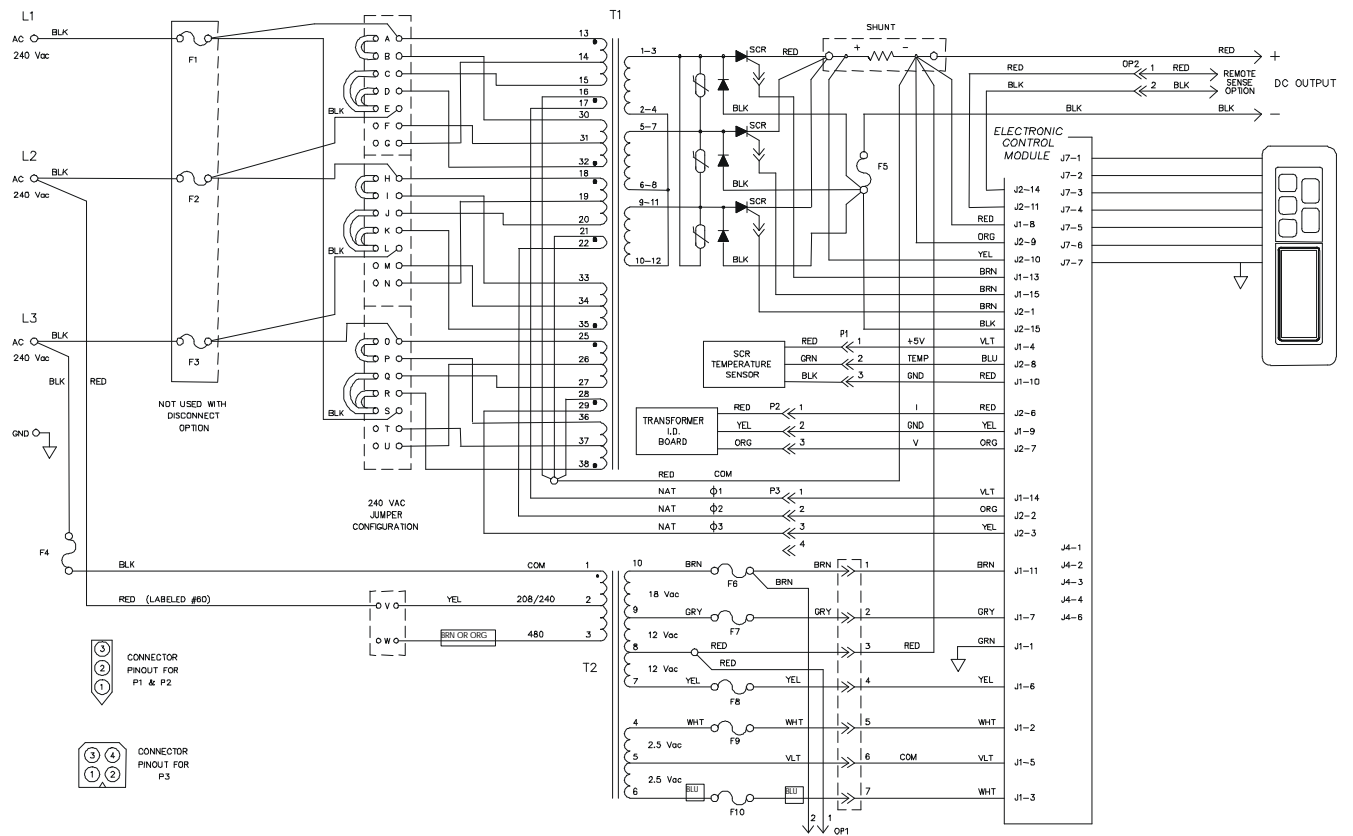 L1
AC
BLK
240 Vac
F1
L2
AC
BLK
240 Vac
F2
L3
AC
BLK
240 Vac
F3
BLK
RED
NOT USED WITH
DISCONNECT
OPTION
GND
F4
A
B
C
D
E
F
G
BLK
H
I
J
K
L
M
N
BLK
O
P
Q
R
S
T
U
BLK
240 VAC
JUMPER
CONFIGURATION
T1
13
14
15
16
17
30
31
32
18
19
20
21
22
33
34
35
25
26
27
28
29
36
37
38
1-3
2-4
5-7
6-8
9-11
10-12
SCR
RED
BLK
SCR
BLK
SCR
BLK
SHUNT
+ -
RED +
RED OP2 1 RED REMOTE
SENSE
OPTION
BLK 2 BLK
DC OUTPUT
BLK BLK -
F5
ELECTRONIC
CONTROL
MODULE
J7-1
J7-2
J7-3
J7-4
J7-5
J7-6
J7-7
J2-14
J2-11
RED J1-8
ORG J2-9
YEL J2-10
BRN J1-13
BRN J1-15
BRN J2-1
BLK J2-15
SCR
TEMPERATURE
SENSOR
P1
RED 1 +5V VLT J1-4
GRN 2 TEMP BLU J2-8
BLK 3 GND RED J1-10
TRANSFORMER
I.D.
BOARD
RED P2 1 I RED J2-6
YEL 2 GND YEL J1-9
ORG 3 V ORG J2-7
RED COM
NAT ϕ1 P3 1 VLT J1-14
NAT ϕ2 2 ORG J2-2
NAT ϕ3 3 YEL J2-3
4
J4-1
J4-2
J4-3
J4-4
J4-6
BLK COM 1
RED (LABELED #60) V YEL 208/240 2
W BRN OR ORG 480 3
T2
10 BRN F6 BRN 1 BRN J1-11
BRN
18 Vac
9 GRY F7 GRY 2 GRY J1-7
12 Vac
8 RED 3 RED
RED
GRN J1-1
12 Vac
7 YEL F8 YEL 4 YEL J1-6
4 WHT F9 WHT 5 WHT J1-2
2.5 Vac
5 VLT 6 COM VLT J1-5
2.5 Vac
6 BLU F10 BLU 7 WHT J1-3
2 1 OP1
3
2
1
CONNECTOR
PINOUT FOR
P1 & P2
3 4
1 2
CONNECTOR
PINOUT FOR
P3